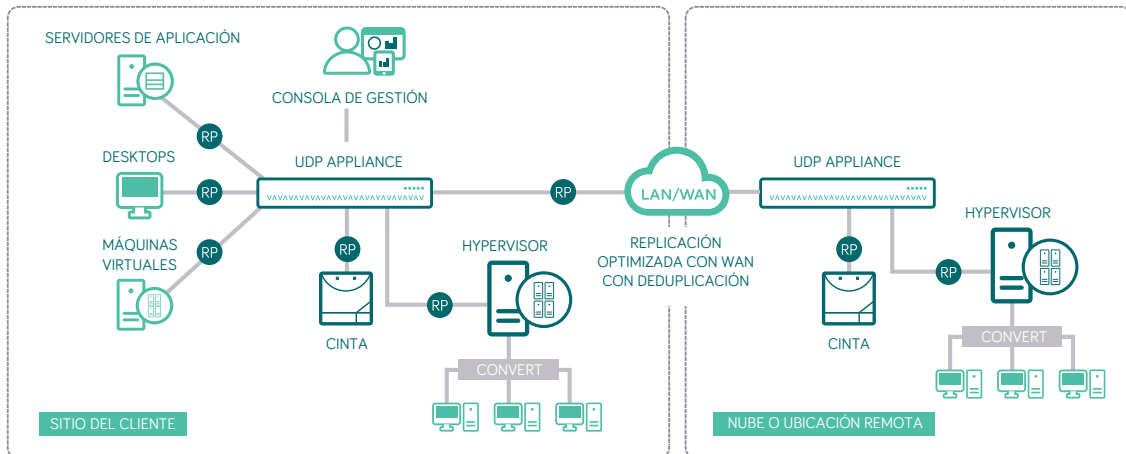 SERVIDORES DE APLICACIÓN
CONSOLA DE GESTIÓN
RP
DESKTOPS
UDP APPLIANCE
UDP APPLIANCE
RP
RP
LAN/WAN
HYPERVISOR
MÁQUINAS
VIRTUALES
RP
RP
HYPERVISOR
REPLICACIÓN
OPTIMIZADA CON WAN
CON DEDUPLICACIÓN
RP
RP
RP
CINTA
CINTA
CONVERT
CONVERT
SITIO DEL CLIENTE
NUBE O UBICACIÓN REMOTA